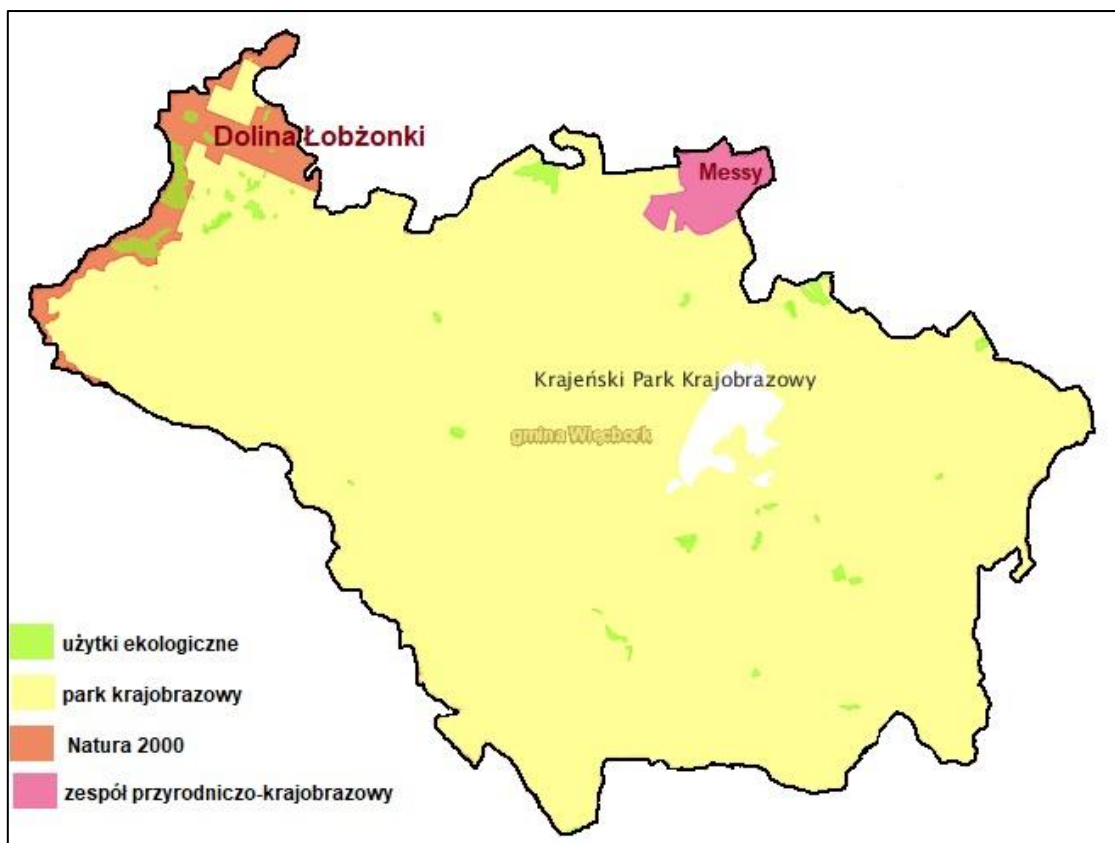 Dolina Łobżonki
Messy
Krajeński Park Krajobrazowy
gmina Więcbork
użytki ekologiczne
park krajobrazowy
Natura 2000
zespół przyrodniczo-krajobrazowy